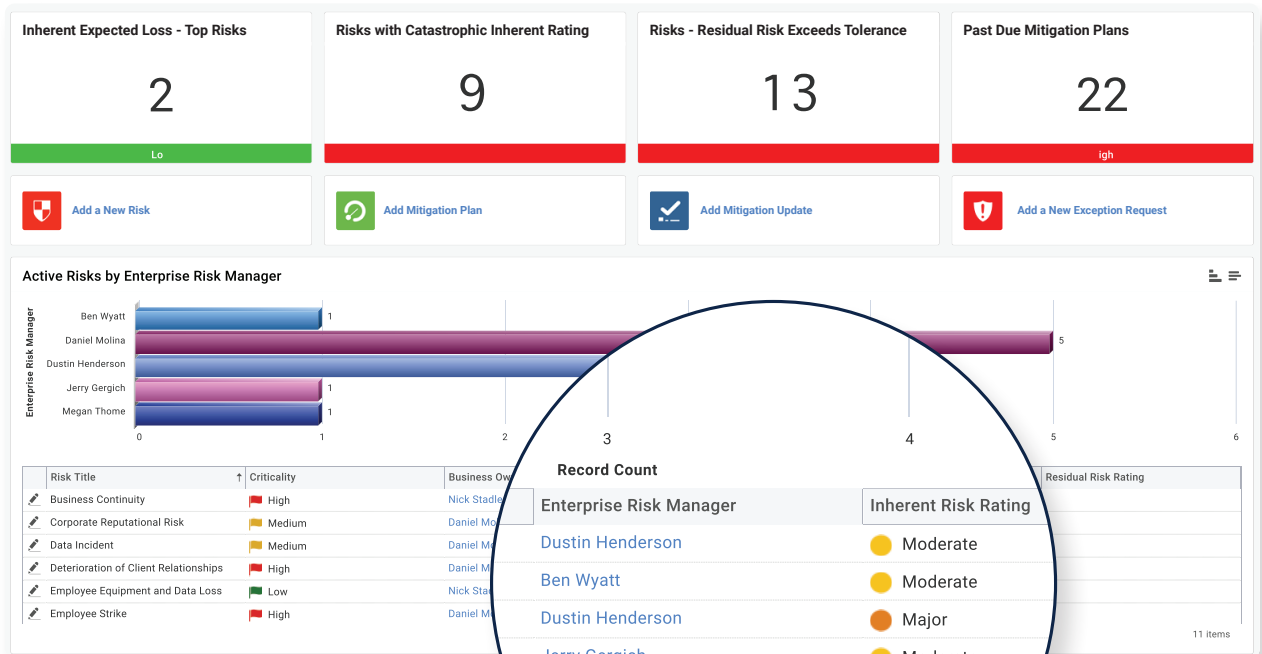 Inherent Expected Loss - Top Risks
2
Lo
Risks with Catastrophic Inherent Rating
9
Risks - Residual Risk Exceeds Tolerance
13
Past Due Mitigation Plans
22
igh
Add a New Risk
Add Mitigation Plan
Add Mitigation Update
Add a New Exception Request
Active Risks by Enterprise Risk Manager
Enterprise Risk Manager
Ben Wyatt 1
Daniel Molina 5
Dustin Henderson
Jerry Gergich 1
Megan Thome 1
0 1 2 3 4 5 6
Record Count
Risk Title ↑ Criticality Business Ow Residual Risk Rating
Business Continuity High Nick Stadle
Corporate Reputational Risk Medium Daniel Mo
Data Incident Medium Daniel M
Deterioration of Client Relationships High Daniel M
Employee Equipment and Data Loss Low Nick Sta
Employee Strike High Daniel M
Enterprise Risk Manager Inherent Risk Rating
Dustin Henderson Moderate
Ben Wyatt Moderate
Dustin Henderson Major
11 items